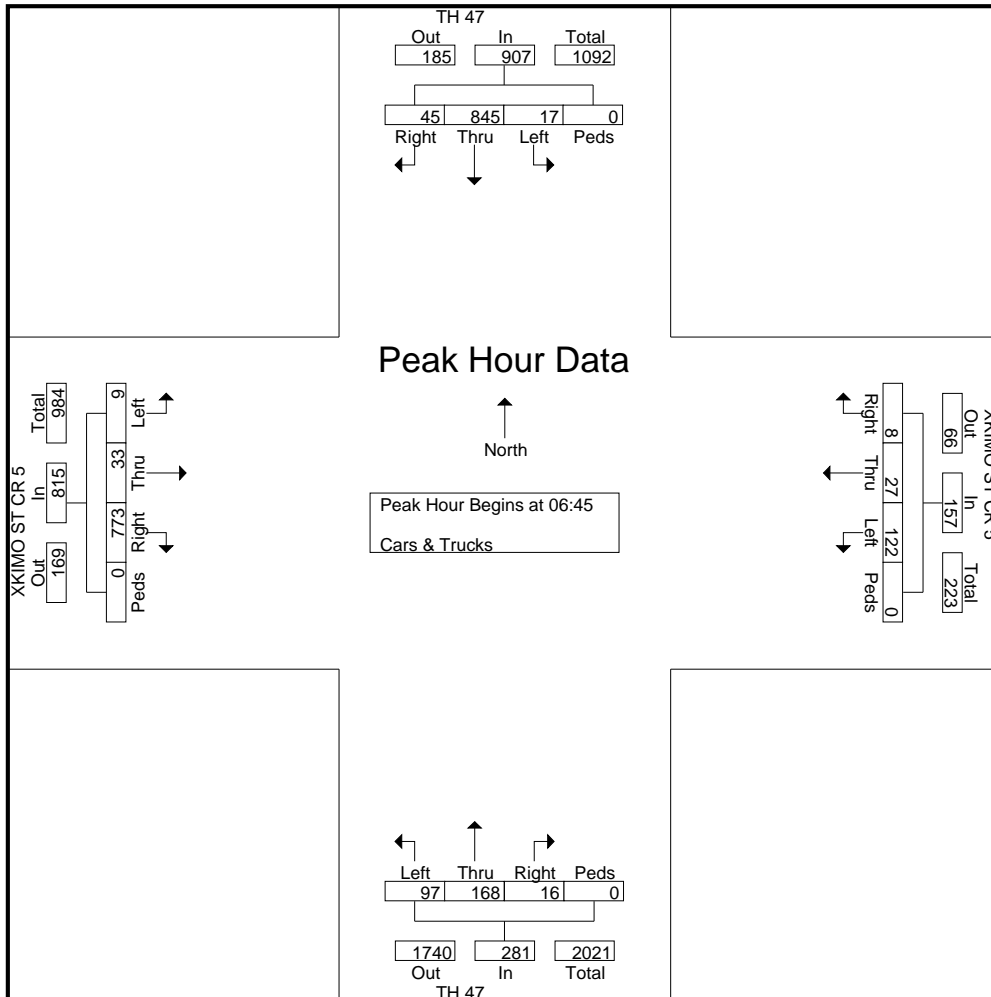 TH 47
Out In Total
185 907 1092
45 845 17 0
Right Thru Left Peds
Peak Hour Data
North
Peak Hour Begins at 06:45
Cars & Trucks
XKIMO ST CR 5
Out In Total
169 815 984
Left Thru Right Peds
9 33 773 0
XKIMO ST CR 5
Out In Total
66 157 223
8 27 122 0
Right Thru Left Peds
Left Thru Right Peds
97 168 16 0
1740 281 2021
Out In Total
TH 47